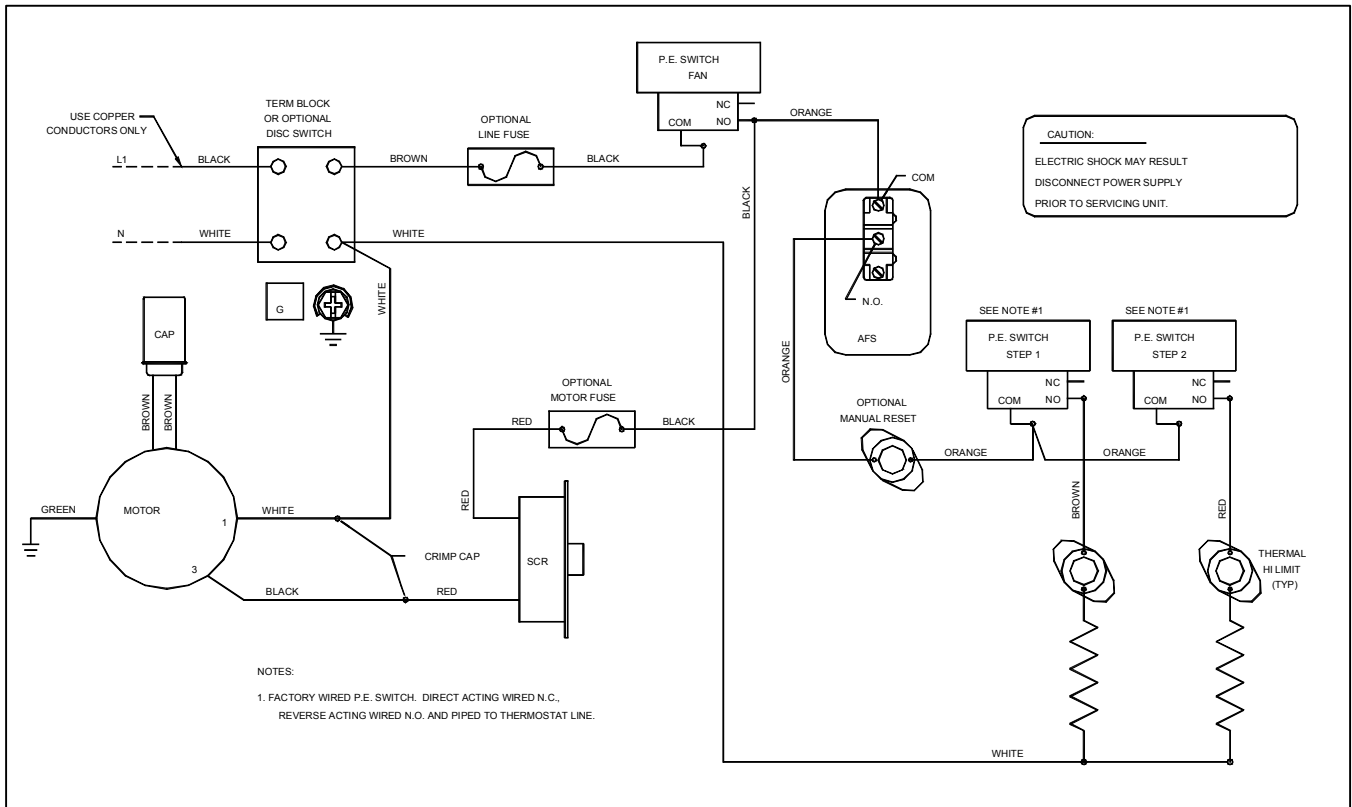 P.E. SWITCH
FAN
NC
COM
NO
ORANGE
TERM BLOCK
OR OPTIONAL
DISC SWITCH
USE COPPER
CONDUCTORS ONLY
OPTIONAL
LINE FUSE
L1
BLACK
BROWN
BLACK
CAUTION:
ELECTRIC SHOCK MAY RESULT
DISCONNECT POWER SUPPLY
PRIOR TO SERVICING UNIT.
COM
BLACK
N
WHITE
WHITE
WHITE
G
N.O.
AFS
CAP
SEE NOTE #1
SEE NOTE #1
P.E. SWITCH
STEP 1
P.E. SWITCH
STEP 2
NC
COM
NO
NC
COM
NO
ORANGE
OPTIONAL
MANUAL RESET
ORANGE
ORANGE
OPTIONAL
MOTOR FUSE
RED
BLACK
BROWN
BROWN
RED
BROWN
RED
GREEN
MOTOR
1
WHITE
3
CRIMP CAP
SCR
BLACK
RED
THERMAL
HI LIMIT
(TYP)
NOTES:
1. FACTORY WIRED P.E. SWITCH. DIRECT ACTING WIRED N.C.,
REVERSE ACTING WIRED N.O. AND PIPED TO THERMOSTAT LINE.
WHITE